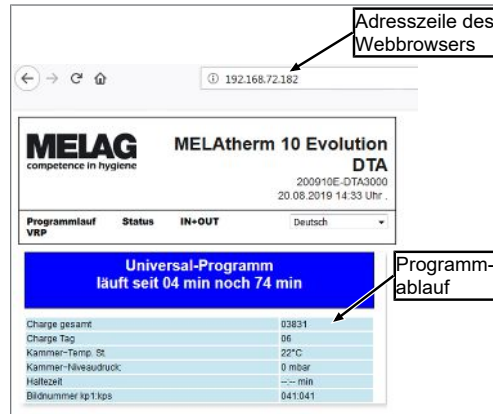 Adresszeile des
Webbrowsers
192.168.72.182
MELAG
competence in hygiene
MELAtherm 10 Evolution
DTA
200910E-DTA3000
20.08.2019 14:33 Uhr .
Programmlauf Status IN+OUT Deutsch
VRP
Universal-Programm
läuft seit 04 min noch 74 min
Programm-
ablauf
Charge gesamt 03831
Charge Tag 06
Kammer-Temp. St 22°C
Kammer-Niveaudruck: 0 mbar
Haltezeit --:-- min
Bildnummer kp1:kps 041:041